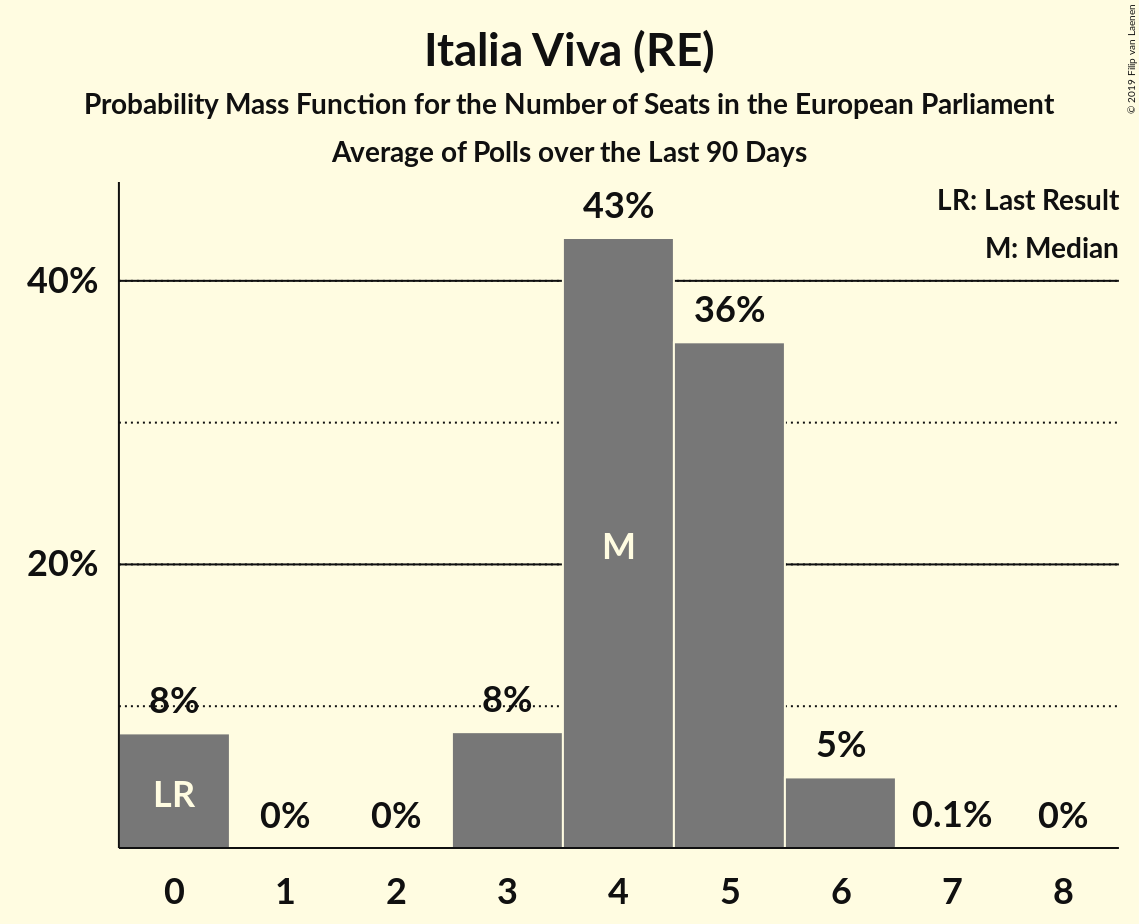 Italia Viva (RE)
Probability Mass Function for the Number of Seats in the European Parliament
Average of Polls over the Last 90 Days
© 2019 Filip van Laenen
LR: Last Result
M: Median
43%
40%
36%
M
20%
8%
8%
5%
LR
0%
0%
0.1%
0%
0 1 2 3 4 5 6 7 8